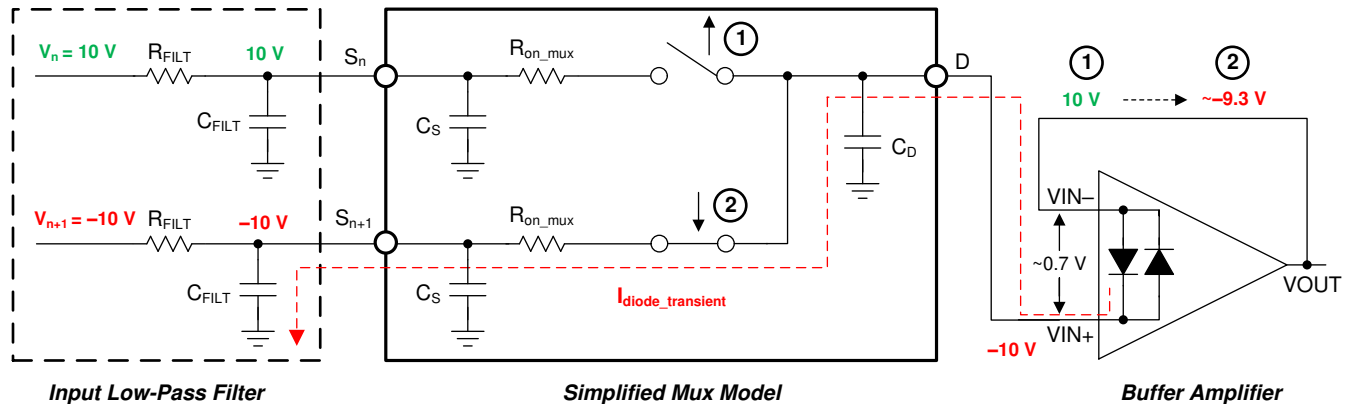 Vn = 10 V
RFILT
10 V
Sn
Ron_mux
1
D
1
2
10 V
~–9.3 V
CFILT
CS
CD
VIN–
Vn+1 = –10 V
RFILT
–10 V
Sn+1
Ron_mux
2
~0.7 V
CFILT
CS
Idiode_transient
VOUT
VIN+
–10 V
Input Low-Pass Filter
Simplified Mux Model
Buffer Amplifier